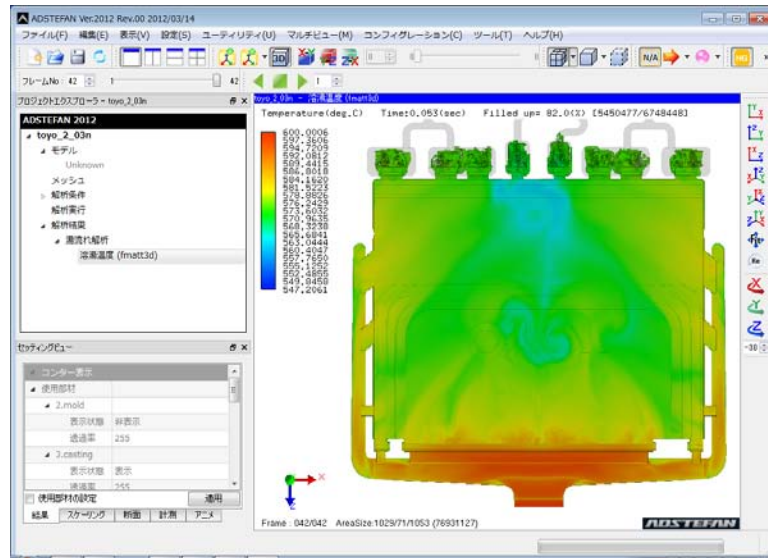 ADSTEFAN Ver.2012 Rev.00 2012/03/14
ファイル(F) 編集(E) 表示(V) 設定(S) ユーティリティ(U) マルチビュー(M) コンフィグレーション(C) ツール(T) ヘルプ(H)
3D
N/A
フレームNo: 42 1 42 1
プロジェクトエクスプローラ - toyo_2_03n
toyo_2_03n - 溶湯温度 (fmatt3d)
ADSTEFAN 2012
toyo_2_03n
モデル
Unknown
メッシュ
解析条件
解析実行
解析結果
湯流れ解析
溶湯温度 (fmatt3d)
Temperature(deg.C) Time:0.053(sec) Filled up= 82.0(%) [5450477/6748448]
600.0006
597.3606
594.7209
592.0812
589.4415
586.8018
584.1620
581.5223
578.8826
576.2429
573.6032
570.9635
568.3238
565.6841
563.0444
560.4047
557.7650
555.1252
552.4855
549.8458
547.2061
セッティングビュー
コンター表示
使用部材
2.mold
表示状態 非表示
透過率 255
3.casting
表示状態 表示
透過率 255
使用部材の設定 適用
結果 スケーリング 断面 計測 アニメ
X
Z
Frame : 042/042 AreaSize:1029/71/1053 (76931127)
ADSTEFAN
-30